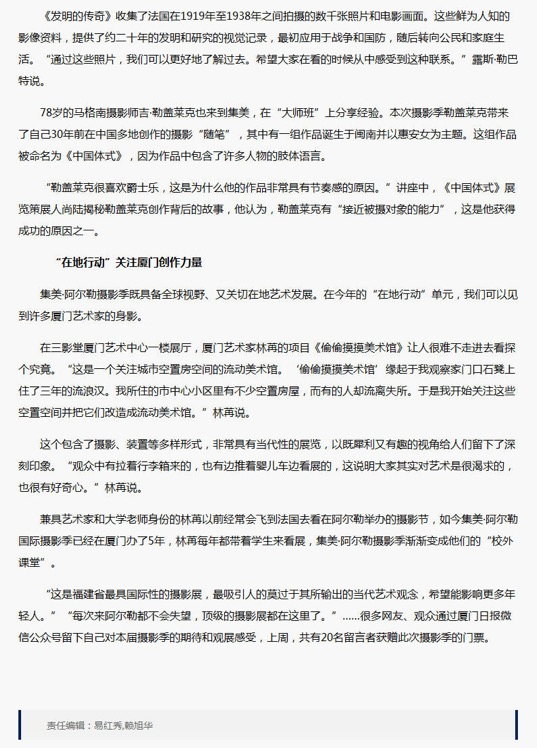 《发明的传奇》收集了法国在1919年至1938年之间拍摄的数千张照片和电影画面。这些鲜为人知的
影像资料，提供了约二十年的发明和研究的视觉记录，最初应用于战争和国防，随后转向公民和家庭生
活。“通过这些照片，我们可以更好地了解过去。希望大家在看的时候从中感受到这种联系。”露斯·勒巴
特说。
78岁的马格南摄影师吉·勒盖莱克也来到集美，在“大师班”上分享经验。本次摄影季勒盖莱克带来
了自己30年前在中国多地创作的摄影“随笔”，其中有一组作品诞生于闽南并以惠安女为主题。这组作品
被命名为《中国体式》，因为作品中包含了许多人物的肢体语言。
“勒盖莱克很喜欢爵士乐，这是为什么他的作品非常具有节奏感的原因。”讲座中，《中国体式》展
览策展人尚陆揭秘勒盖莱克创作背后的故事，他认为，勒盖莱克有“接近被摄对象的能力”，这是他获得
成功的原因之一。
“在地行动”关注厦门创作力量
集美·阿尔勒摄影季既具备全球视野、又关切在地艺术发展。在今年的“在地行动”单元，我们可以见
到许多厦门艺术家的身影。
在三影堂厦门艺术中心一楼展厅，厦门艺术家林苒的项目《偷偷摸摸美术馆》让人很难不走进去看探
个究竟。“这是一个关注城市空置房空间的流动美术馆。‘偷偷摸摸美术馆’缘起于我观察家门口石凳上
住了三年的流浪汉。我所住的市中心小区里有不少空置房屋，而有的人却流离失所。于是我开始关注这些
空置空间并把它们改造成流动美术馆。”林苒说。
这个包含了摄影、装置等多样形式，非常具有当代性的展览，以既犀利又有趣的视角给人们留下了深
刻印象。“观众中有拉着行李箱来的，也有边推着婴儿车边看展的，这说明大家其实对艺术是很渴求的，
也很有好奇心。”林苒说。
兼具艺术家和大学老师身份的林苒以前经常会飞到法国去看在阿尔勒举办的摄影节，如今集美·阿尔勒
国际摄影季已经在厦门办了5年，林苒每年都带着学生来看展，集美·阿尔勒摄影季渐渐变成他们的“校外
课堂”。
“这是福建省最具国际性的摄影展，最吸引人的莫过于其所输出的当代艺术观念，希望能影响更多年
轻人。”“每次来阿尔勒都不会失望，顶级的摄影展都在这里了。”……很多网友、观众通过厦门日报微
信公众号留下自己对本届摄影季的期待和观展感受，上周，共有20名留言者获赠此次摄影季的门票。
责任编辑：易红秀,赖旭华